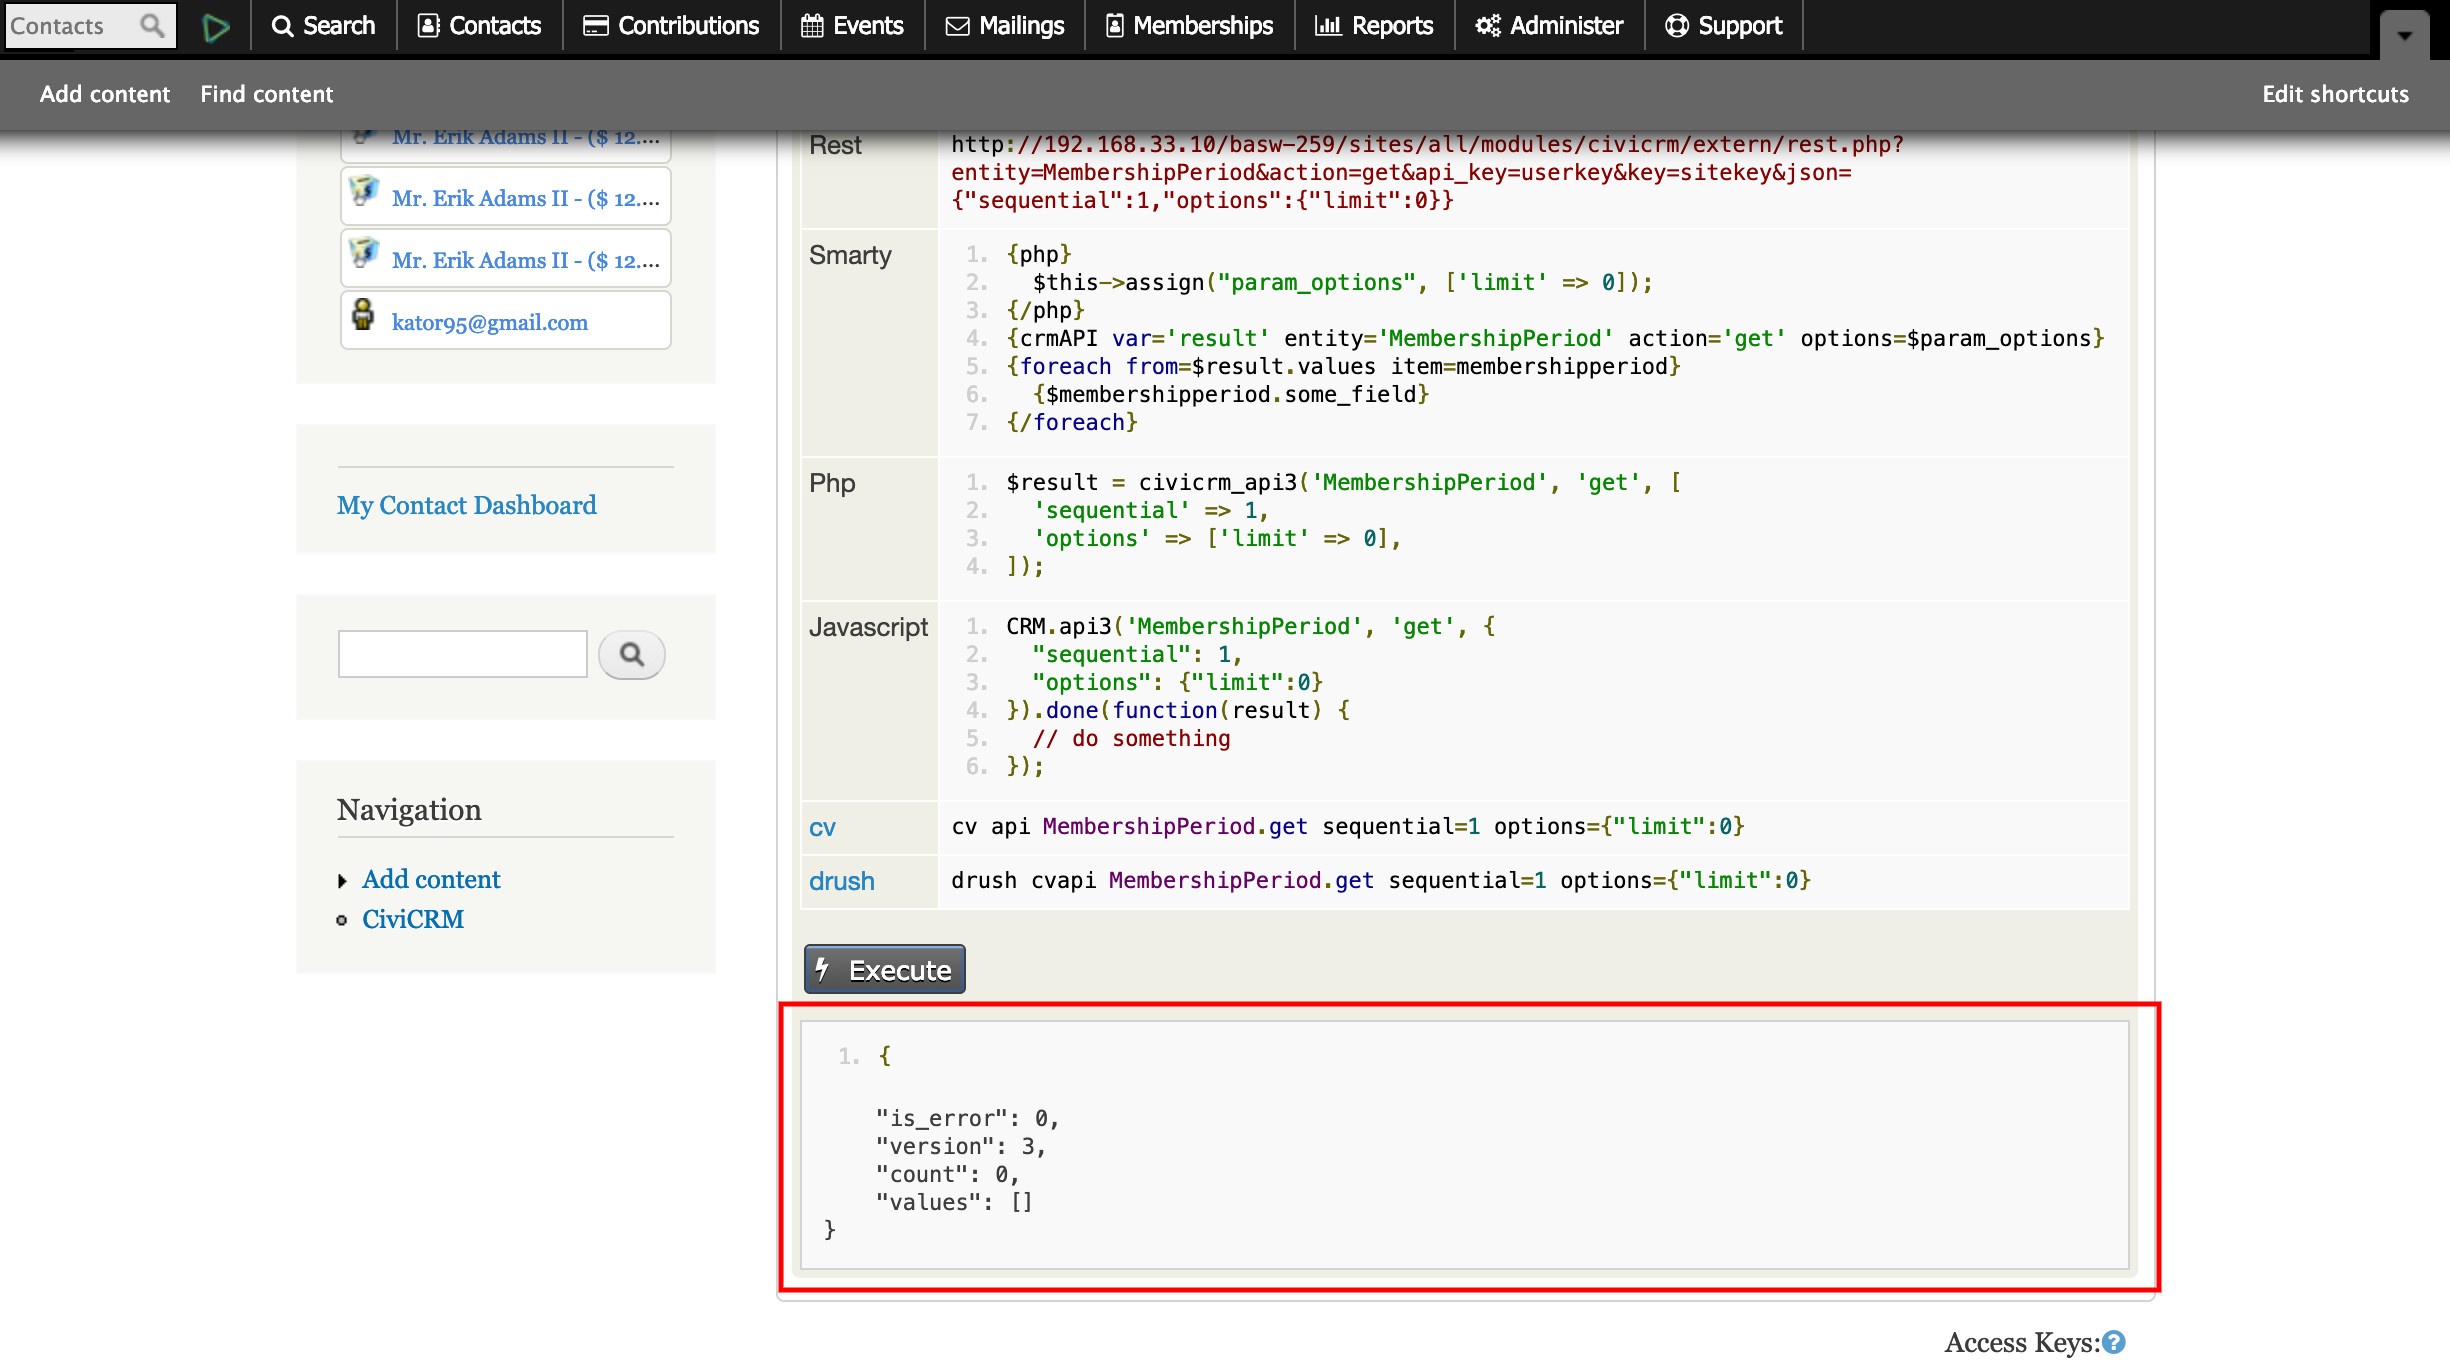 Contacts
Search
Contacts
Contributions
Events
Mailings
Memberships
Reports
Administer
Support
Add content
Find content
Edit shortcuts
Mr. Erik Adams II - ($ 12....
Mr. Erik Adams II - ($ 12....
Mr. Erik Adams II - ($ 12....
kator95@gmail.com
My Contact Dashboard
Navigation
Add content
CiviCRM
Rest
http://192.168.33.10/basw-259/sites/all/modules/civicrm/extern/rest.php?
entity=MembershipPeriod&action=get&api_key=userkey&key=sitekey&json=
{"sequential":1,"options":{"limit":0}}
Smarty
1. {php}
2.   $this->assign("param_options", ['limit' => 0]);
3. {/php}
4. {crmAPI var='result' entity='MembershipPeriod' action='get' options=$param_options}
5. {foreach from=$result.values item=membershipperiod}
6.   {$membershipperiod.some_field}
7. {/foreach}
Php
1. $result = civicrm_api3('MembershipPeriod', 'get', [
2.   'sequential' => 1,
3.   'options' => ['limit' => 0],
4. ]);
Javascript
1. CRM.api3('MembershipPeriod', 'get', {
2.   "sequential": 1,
3.   "options": {"limit":0}
4. }).done(function(result) {
5.   // do something
6. });
cv
cv api MembershipPeriod.get sequential=1 options={"limit":0}
drush
drush cvapi MembershipPeriod.get sequential=1 options={"limit":0}
Execute
1. {
"is_error": 0,
"version": 3,
"count": 0,
"values": []
}
Access Keys:?